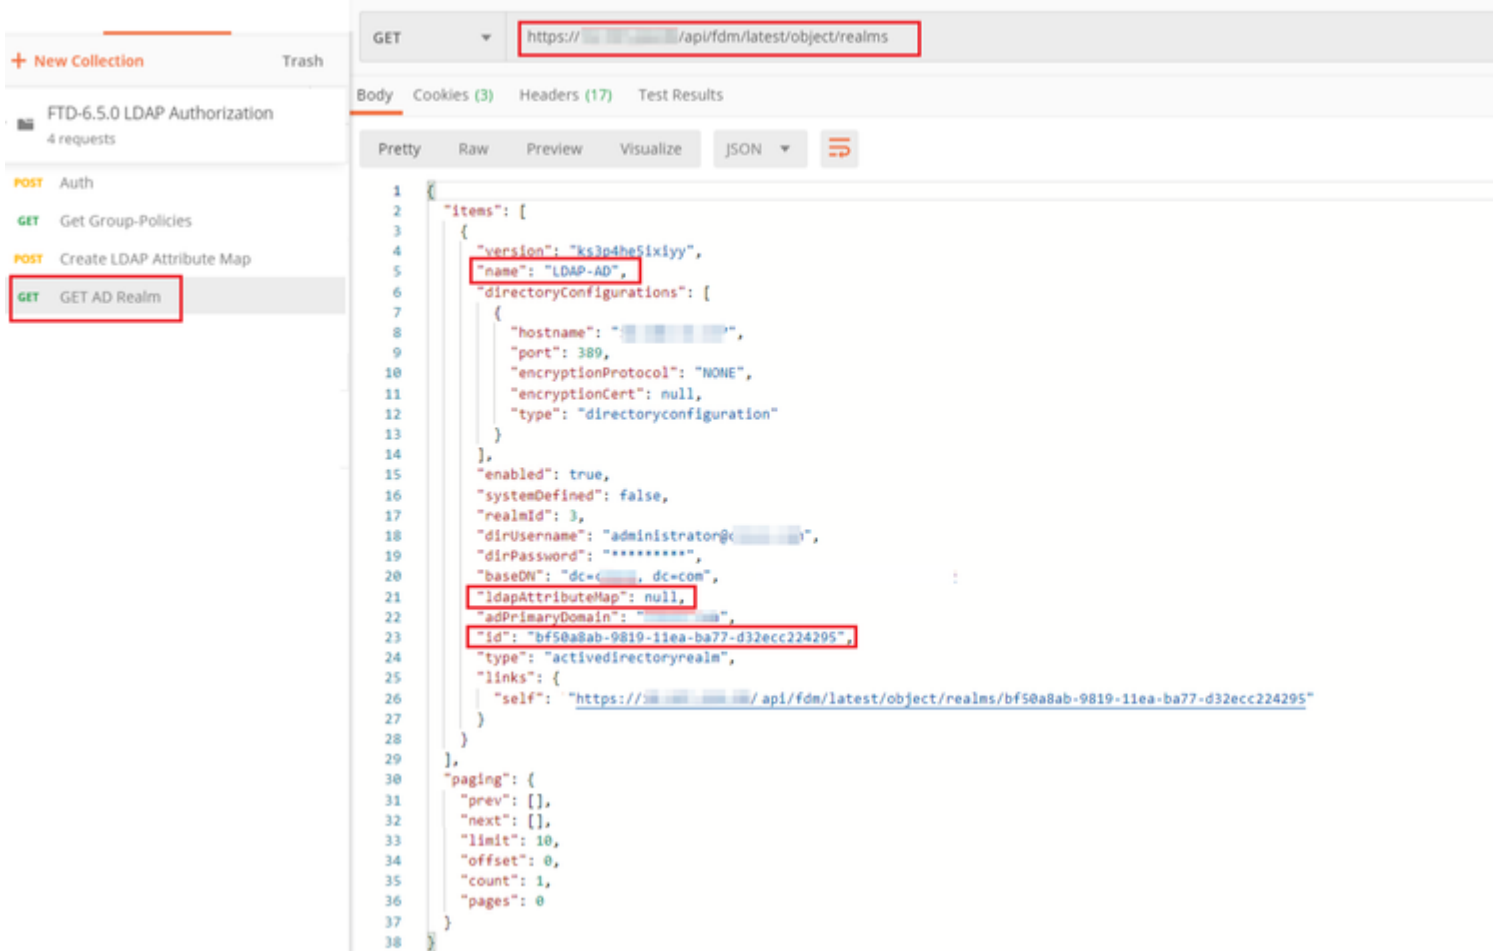 + New Collection
Trash
FTD-6.5.0 LDAP Authorization
4 requests
POST Auth
GET Get Group-Policies
POST Create LDAP Attribute Map
GET GET AD Realm
GET
https:// /api/fdm/latest/object/realms
Body Cookies (3) Headers (17) Test Results
Pretty Raw Preview Visualize JSON
1 {
2 "items": [
3 {
4 "version": "ks3p4he5ixiyy",
5 "name": "LDAP-AD",
6 "directoryConfigurations": [
7 {
8 "hostname": " ",
9 "port": 389,
10 "encryptionProtocol": "NONE",
11 "encryptionCert": null,
12 "type": "directoryconfiguration"
13 }
14 ],
15 "enabled": true,
16 "systemDefined": false,
17 "realmId": 3,
18 "dirUsername": "administrator@ ",
19 "dirPassword": "*********",
20 "baseDN": "dc= , dc=com",
21 "ldapAttributeMap": null,
22 "adPrimaryDomain": " ",
23 "id": "bf50a8ab-9819-11ea-ba77-d32ecc224295",
24 "type": "activedirectoryrealm",
25 "links": {
26 "self": "https:// / api/fdm/latest/object/realms/bf50a8ab-9819-11ea-ba77-d32ecc224295"
27 }
28 }
29 ],
30 "paging": {
31 "prev": [],
32 "next": [],
33 "limit": 10,
34 "offset": 0,
35 "count": 1,
36 "pages": 0
37 }
38 }